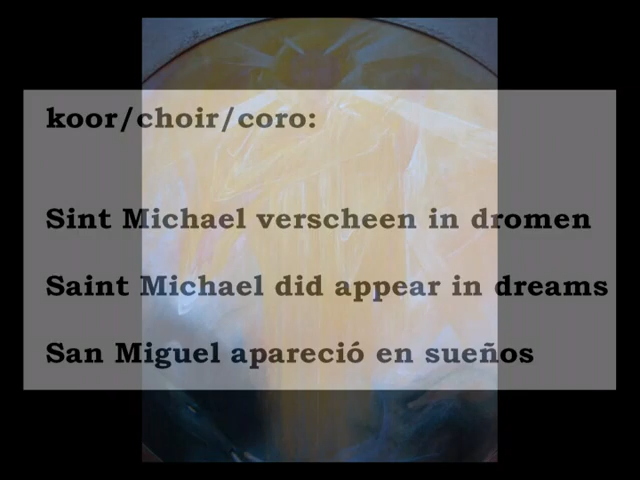 koor/choir/coro:
Sint Michael verscheen in dromen
Saint Michael did appear in dreams
San Miguel apareció en sueños